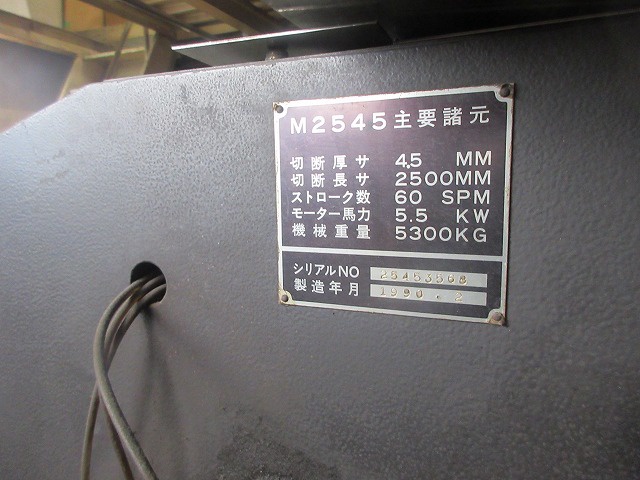 M2545主要諸元
切断厚サ 4.5 MM
切断長サ 2500MM
ストローク数 60 SPM
モーター馬力 5.5 KW
機械重量 5300KG
シリアルNO 25453568
製造年月 1990.2